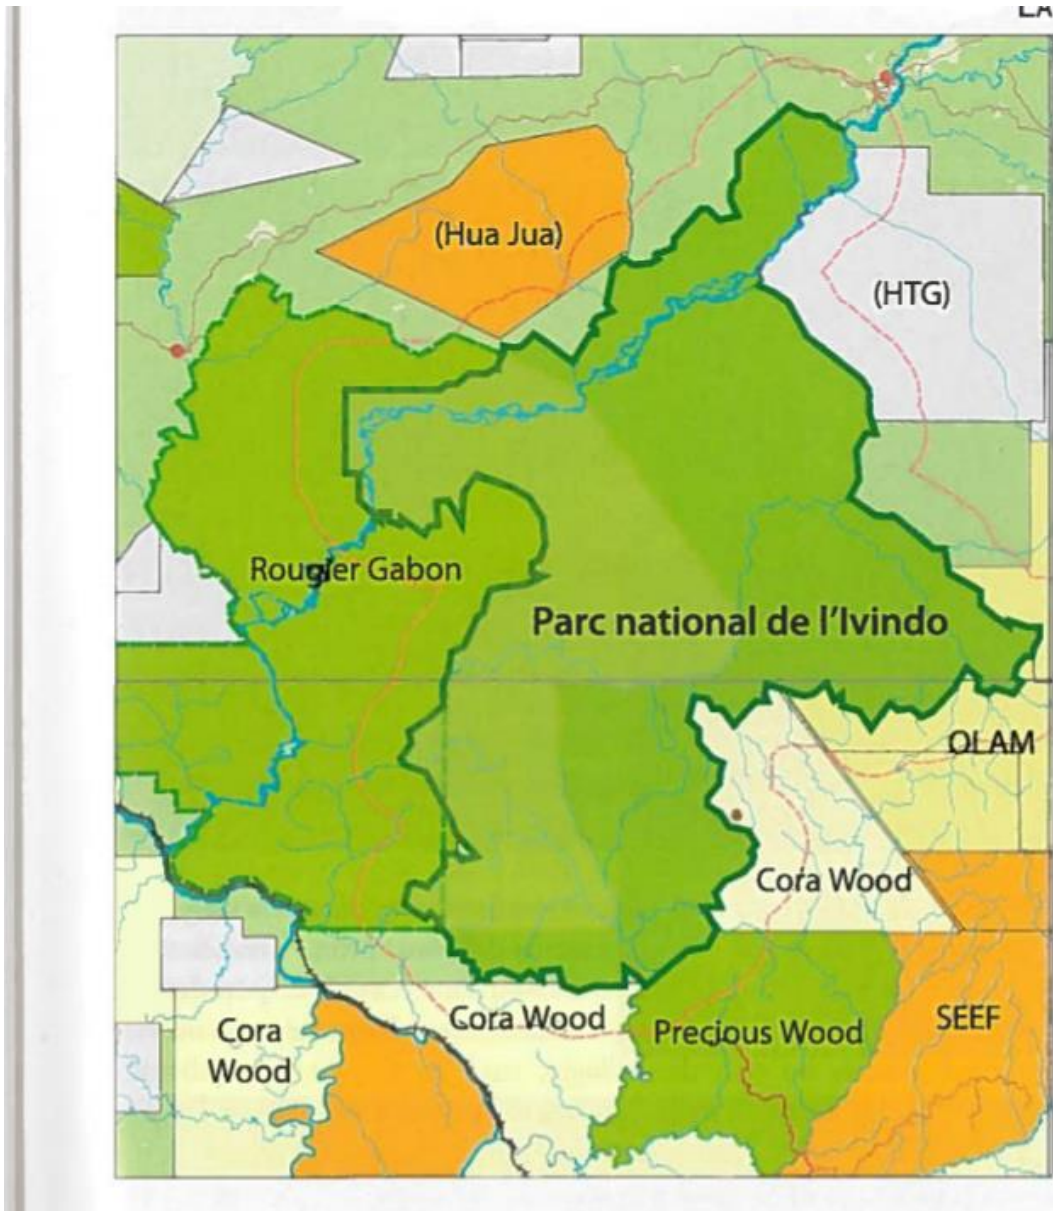 (Hua Jua)
(HTG)
Rougier Gabon
Parc national de l'Ivindo
OLAM
Cora Wood
Cora Wood
Cora
Wood
Precious Wood
SEEF